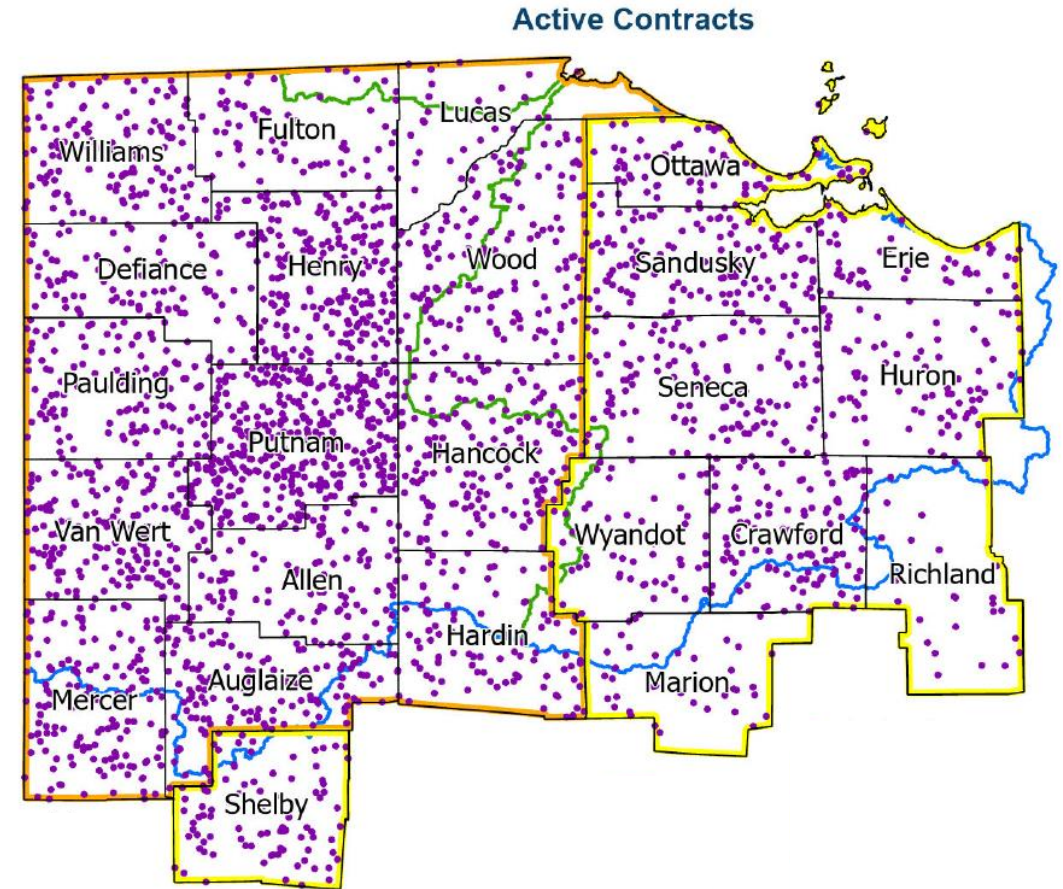 Active Contracts
Lucas
Fulton
Williams
Ottawa
Defiance
Henry
Wood
Sandusky
Erie
Paulding
Seneca
Huron
Putnam
Hancock
Van Wert
Wyandot
Crawford
Allen
Richland
Hardin
Auglaize
Marion
Mercer
Shelby